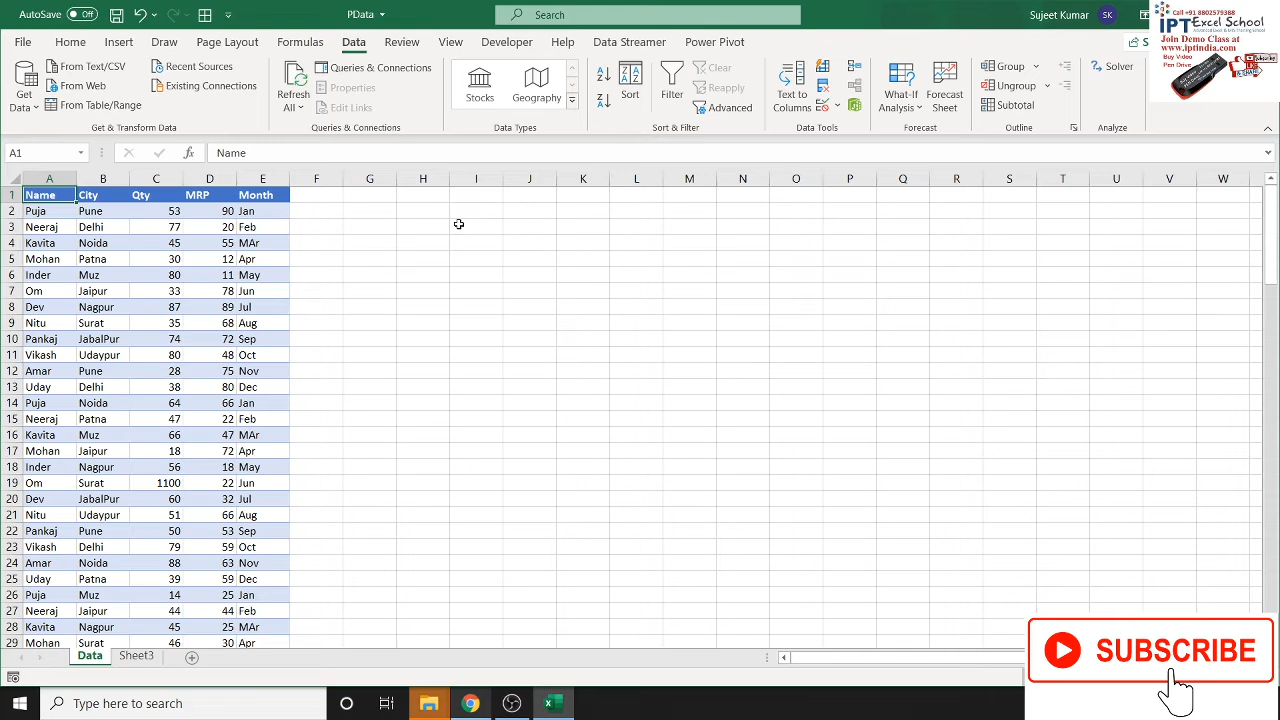 AutoSave Off PData Search Sujeet Kumar SK
Call +91 8802579388
IPT Excel School
Join Demo Class at
www.iptindia.com
Buy Video
Pen Drive
File Home Insert Draw Page Layout Formulas Data Review View Developer Help Data Streamer Power Pivot
Get Data
From Text/CSV
From Web
From Table/Range
Recent Sources
Existing Connections
Get & Transform Data
Refresh All
Queries & Connections
Properties
Edit Links
Queries & Connections
Stocks Geography
Data Types
Sort Filter
Clear
Reapply
Advanced
Sort & Filter
Text to Columns
Data Tools
What-If Analysis
Forecast Sheet
Forecast
Group
Ungroup
Subtotal
Outline
Solver
Analyze
A1 fx Name
A B C D E F G H I J K L M N O P Q R S T U V W
1 Name City Qty MRP Month
2 Puja Pune 53 90 Jan
3 Neeraj Delhi 77 20 Feb
4 Kavita Noida 45 55 MAr
5 Mohan Patna 30 12 Apr
6 Inder Muz 80 11 May
7 Om Jaipur 33 78 Jun
8 Dev Nagpur 87 89 Jul
9 Nitu Surat 35 68 Aug
10 Pankaj JabalPur 74 72 Sep
11 Vikash Udaypur 80 48 Oct
12 Amar Pune 28 75 Nov
13 Uday Delhi 38 80 Dec
14 Puja Noida 64 66 Jan
15 Neeraj Patna 47 22 Feb
16 Kavita Muz 66 47 MAr
17 Mohan Jaipur 18 72 Apr
18 Inder Nagpur 56 18 May
19 Om Surat 1100 22 Jun
20 Dev JabalPur 60 32 Jul
21 Nitu Udaypur 51 66 Aug
22 Pankaj Pune 50 53 Sep
23 Vikash Delhi 79 59 Oct
24 Amar Noida 88 63 Nov
25 Uday Patna 39 59 Dec
26 Puja Muz 14 25 Jan
27 Neeraj Jaipur 44 44 Feb
28 Kavita Nagpur 45 25 MAr
29 Mohan Surat 46 30 Apr
Data Sheet3
SUBSCRIBE
Type here to search